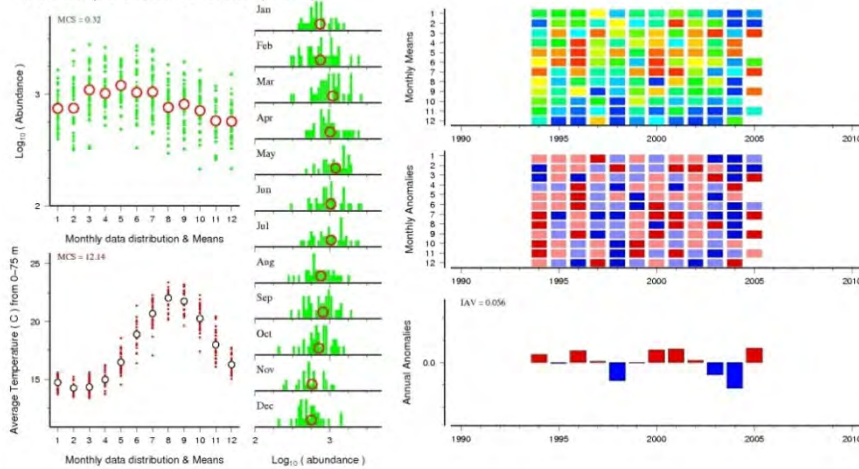 MCS = 0.32
Log₁₀ ( Abundance )
3
2
1 2 3 4 5 6 7 8 9 10 11 12
Monthly data distribution & Means
MCS = 12.14
Average Temperature ( C ) from 0–75 m
25
20
15
1 2 3 4 5 6 7 8 9 10 11 12
Monthly data distribution & Means
Jan
Feb
Mar
Apr
May
Jun
Jul
Aug
Sep
Oct
Nov
Dec
2 3
Log₁₀ ( abundance )
Monthly Means
1
2
3
4
5
6
7
8
9
10
11
12
1990 1995 2000 2005 2010
Monthly Anomalies
1
2
3
4
5
6
7
8
9
10
11
12
1990 1995 2000 2005 2010
IAV = 0.056
Annual Anomalies
0.0
1990 1995 2000 2005 2010